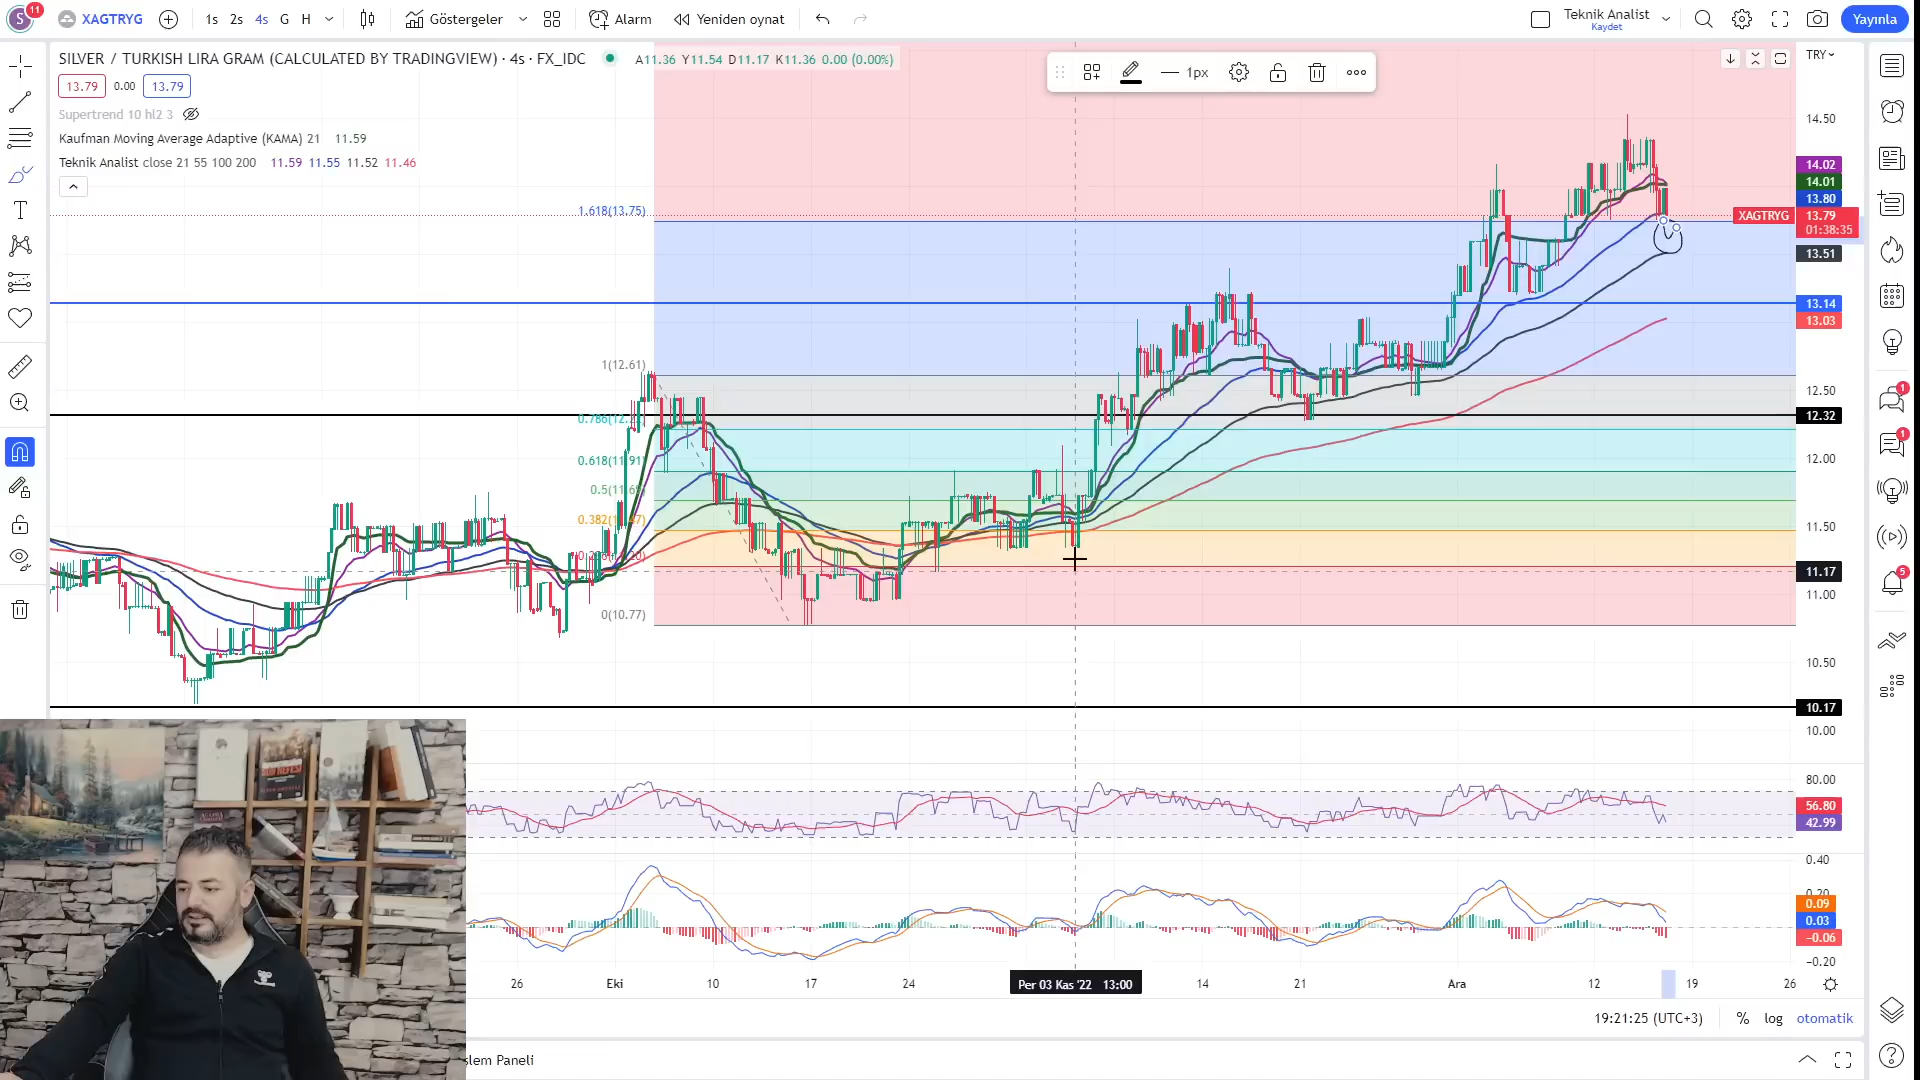 S 11 XAGTRYG 1s 2s 4s G H Göstergeler Alarm Yeniden oynat Teknik Analist Yayınla
Kaydet
SILVER / TURKISH LIRA GRAM (CALCULATED BY TRADINGVIEW) · 4s · FX_IDC A11.36 Y11.54 D11.17 K11.36 0.00 (0.00%)
TRY
1px
13.79 0.00 13.79
Supertrend 10 hl2 3
Kaufman Moving Average Adaptive (KAMA) 21 11.59
Teknik Analist close 21 55 100 200 11.59 11.55 11.52 11.46
14.50
14.02
14.01
13.80
1.618(13.75)
XAGTRYG 13.79
01:38:35
13.51
13.14
13.03
1(12.61)
12.50
12.32
0.618(11.91)
12.00
11.50
11.17
11.00
0(10.77)
10.50
10.17
10.00
80.00
56.80
42.99
0.40
0.20
0.09
0.03
−0.06
−0.20
26 Eki 10 17 24 Per 03 Kas '22 13:00 14 21 Ara 12 19 26
19:21:25 (UTC+3) % log otomatik
şlem Paneli
1
1
5